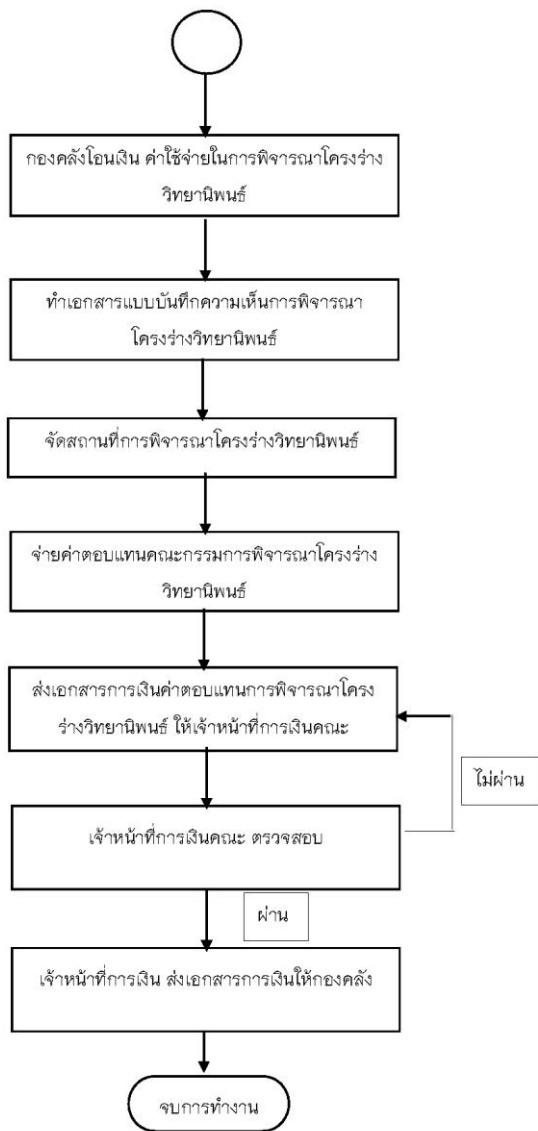 กองคลังโอนเงิน ค่าใช้จ่ายในการพิจารณาโครงร่าง
วิทยานิพนธ์
ทำเอกสารแบบบันทึกความเห็นการพิจารณา
โครงร่างวิทยานิพนธ์
จัดสถานที่การพิจารณาโครงร่างวิทยานิพนธ์
จ่ายค่าตอบแทนคณะกรรมการพิจารณาโครงร่าง
วิทยานิพนธ์
ส่งเอกสารการเงินค่าตอบแทนการพิจารณาโครง
ร่างวิทยานิพนธ์ ให้เจ้าหน้าที่การเงินคณะ
ไม่ผ่าน
เจ้าหน้าที่การเงินคณะ ตรวจสอบ
ผ่าน
เจ้าหน้าที่การเงิน ส่งเอกสารการเงินให้กองคลัง
จบการทำงาน